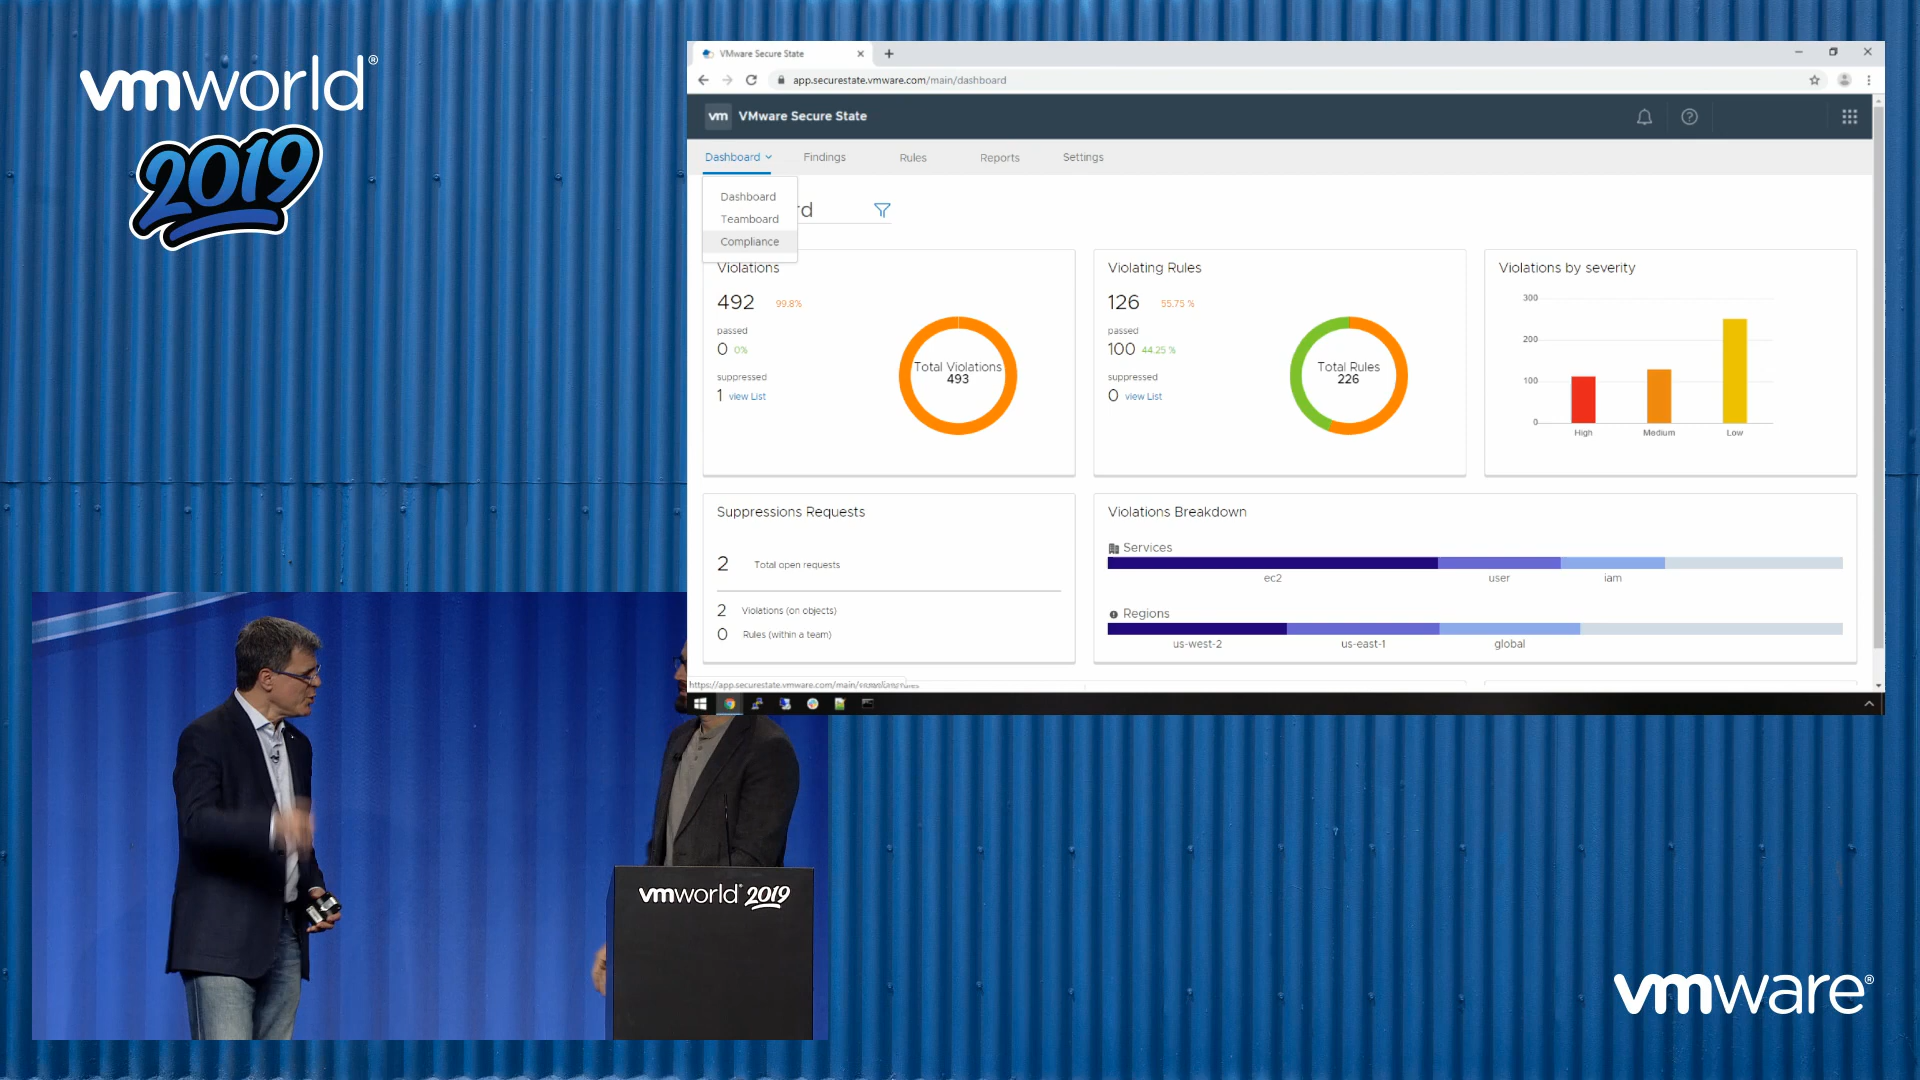 vmworld®
2019
VMware Secure State
app.securestate.vmware.com/main/dashboard
vm VMware Secure State
Dashboard Findings Rules Reports Settings
Dashboard
Teamboard
Compliance
rd
Violations
492 99.8%
passed
0 0%
suppressed
1 view List
Total Violations
493
Violating Rules
126 55.75 %
passed
100 44.25 %
suppressed
0 view List
Total Rules
226
Violations by severity
300
200
100
0
High Medium Low
Suppressions Requests
2 Total open requests
2 Violations (on objects)
0 Rules (within a team)
Violations Breakdown
Services
ec2 user iam
Regions
us-west-2 us-east-1 global
vmworld® 2019
vmware®